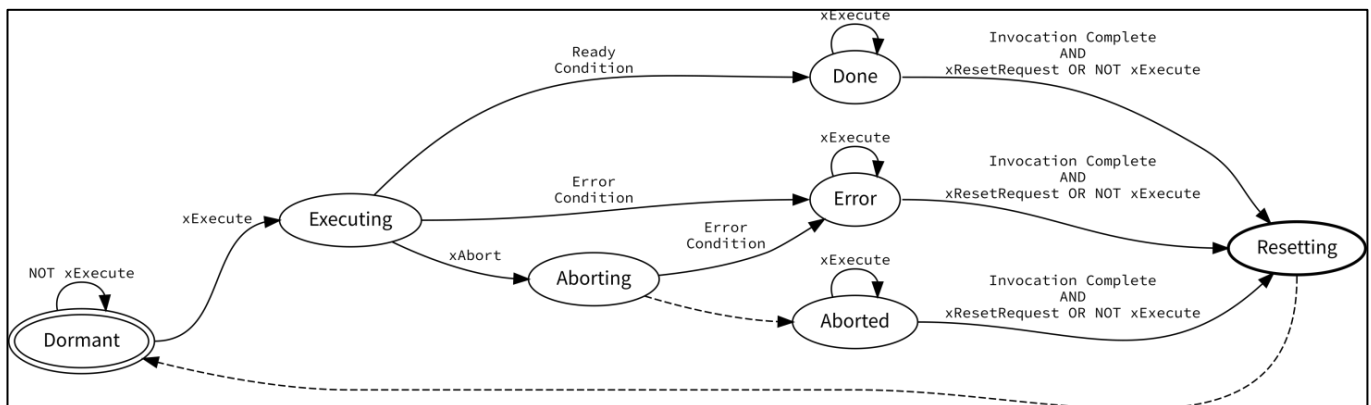 xExecute
Ready
Condition
Done
Invocation Complete
AND
xResetRequest OR NOT xExecute
xExecute
Error
Condition
Error
Invocation Complete
AND
xResetRequest OR NOT xExecute
xExecute
Executing
Error
Condition
Resetting
xAbort
Aborting
xExecute
Aborted
Invocation Complete
AND
xResetRequest OR NOT xExecute
NOT xExecute
Dormant